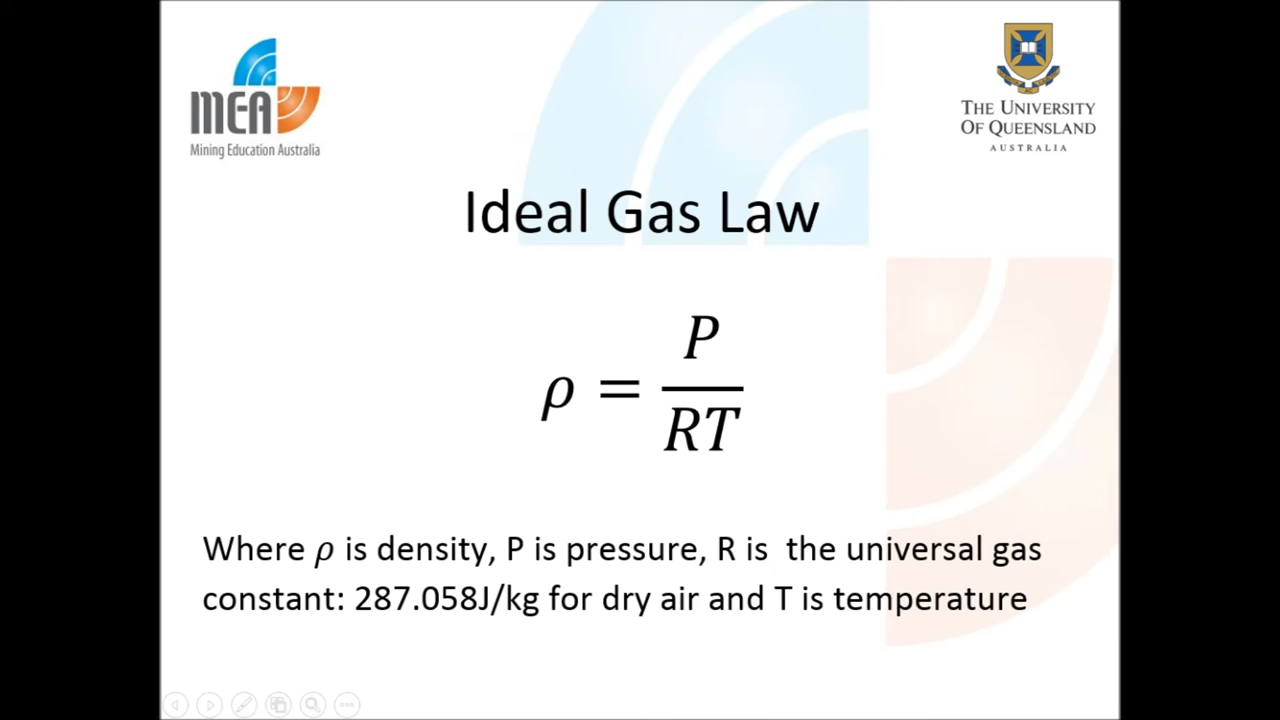 MEA
Mining Education Australia
THE UNIVERSITY
OF QUEENSLAND
AUSTRALIA
Ideal Gas Law
ρ = P/RT
Where ρ is density, P is pressure, R is  the universal gas
constant: 287.058J/kg for dry air and T is temperature